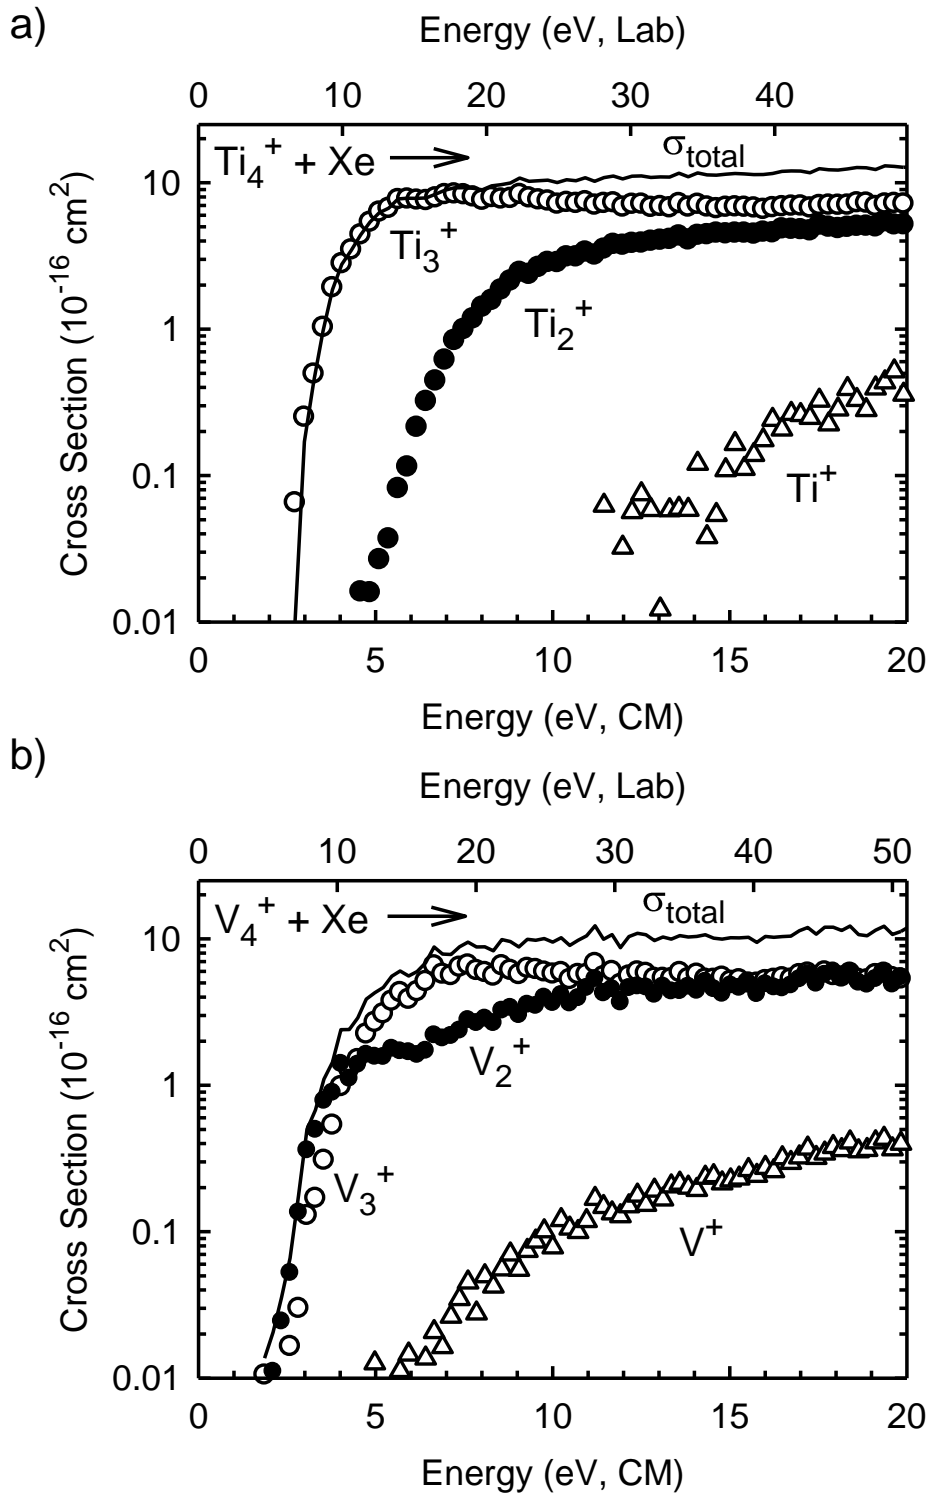 a)
Energy (eV, Lab)
0 10 20 30 40
Ti₄⁺ + Xe
σtotal
10
Ti₃⁺
Ti₂⁺
1
Cross Section (10⁻¹⁶ cm²)
0.1
Ti⁺
0.01
0 5 10 15 20
Energy (eV, CM)
b)
Energy (eV, Lab)
0 10 20 30 40 50
V₄⁺ + Xe
σtotal
10
V₂⁺
1
Cross Section (10⁻¹⁶ cm²)
V₃⁺
0.1
V⁺
0.01
0 5 10 15 20
Energy (eV, CM)